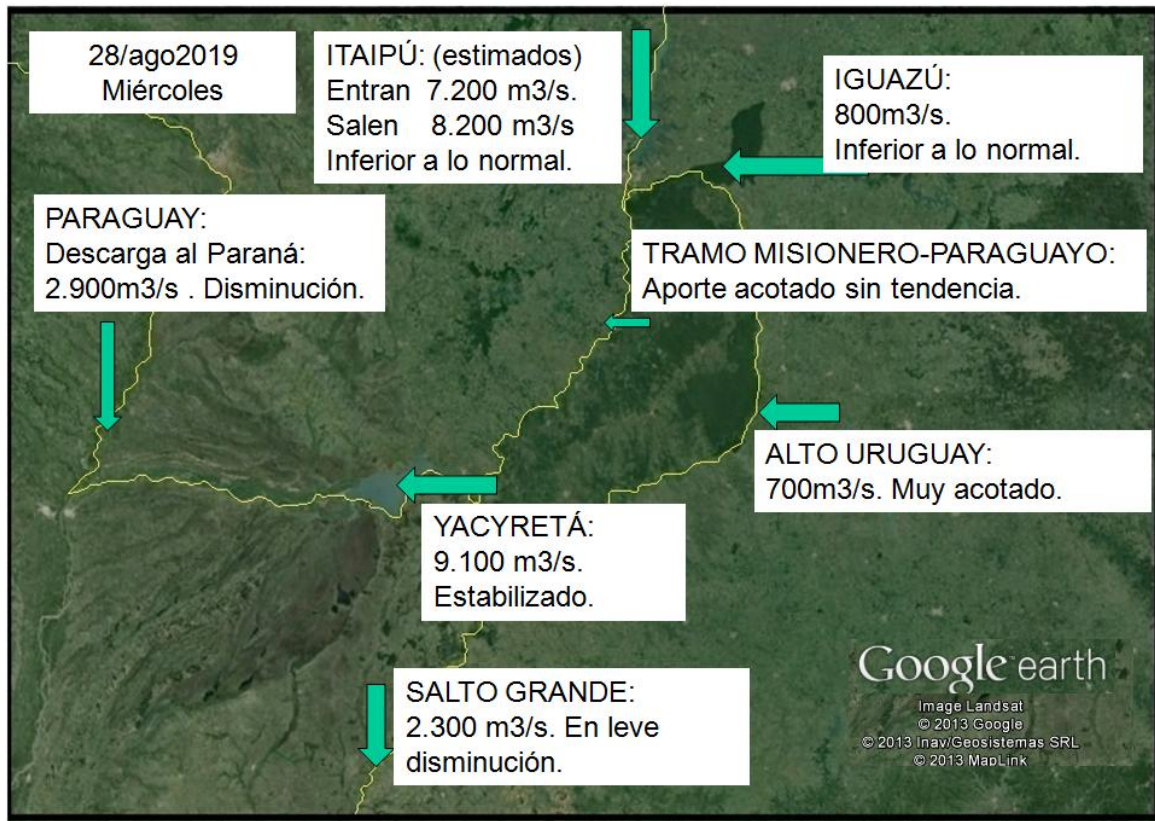 28/ago2019
Miércoles
ITAIPÚ: (estimados)
Entran 7.200 m3/s.
Salen 8.200 m3/s
Inferior a lo normal.
IGUAZÚ:
800m3/s.
Inferior a lo normal.
PARAGUAY:
Descarga al Paraná:
2.900m3/s . Disminución.
TRAMO MISIONERO-PARAGUAYO:
Aporte acotado sin tendencia.
ALTO URUGUAY:
700m3/s. Muy acotado.
YACYRETÁ:
9.100 m3/s.
Estabilizado.
SALTO GRANDE:
2.300 m3/s. En leve
disminución.
Google earth
Image Landsat
© 2013 Google
© 2013 Inav/Geosistemas SRL
© 2013 MapLink